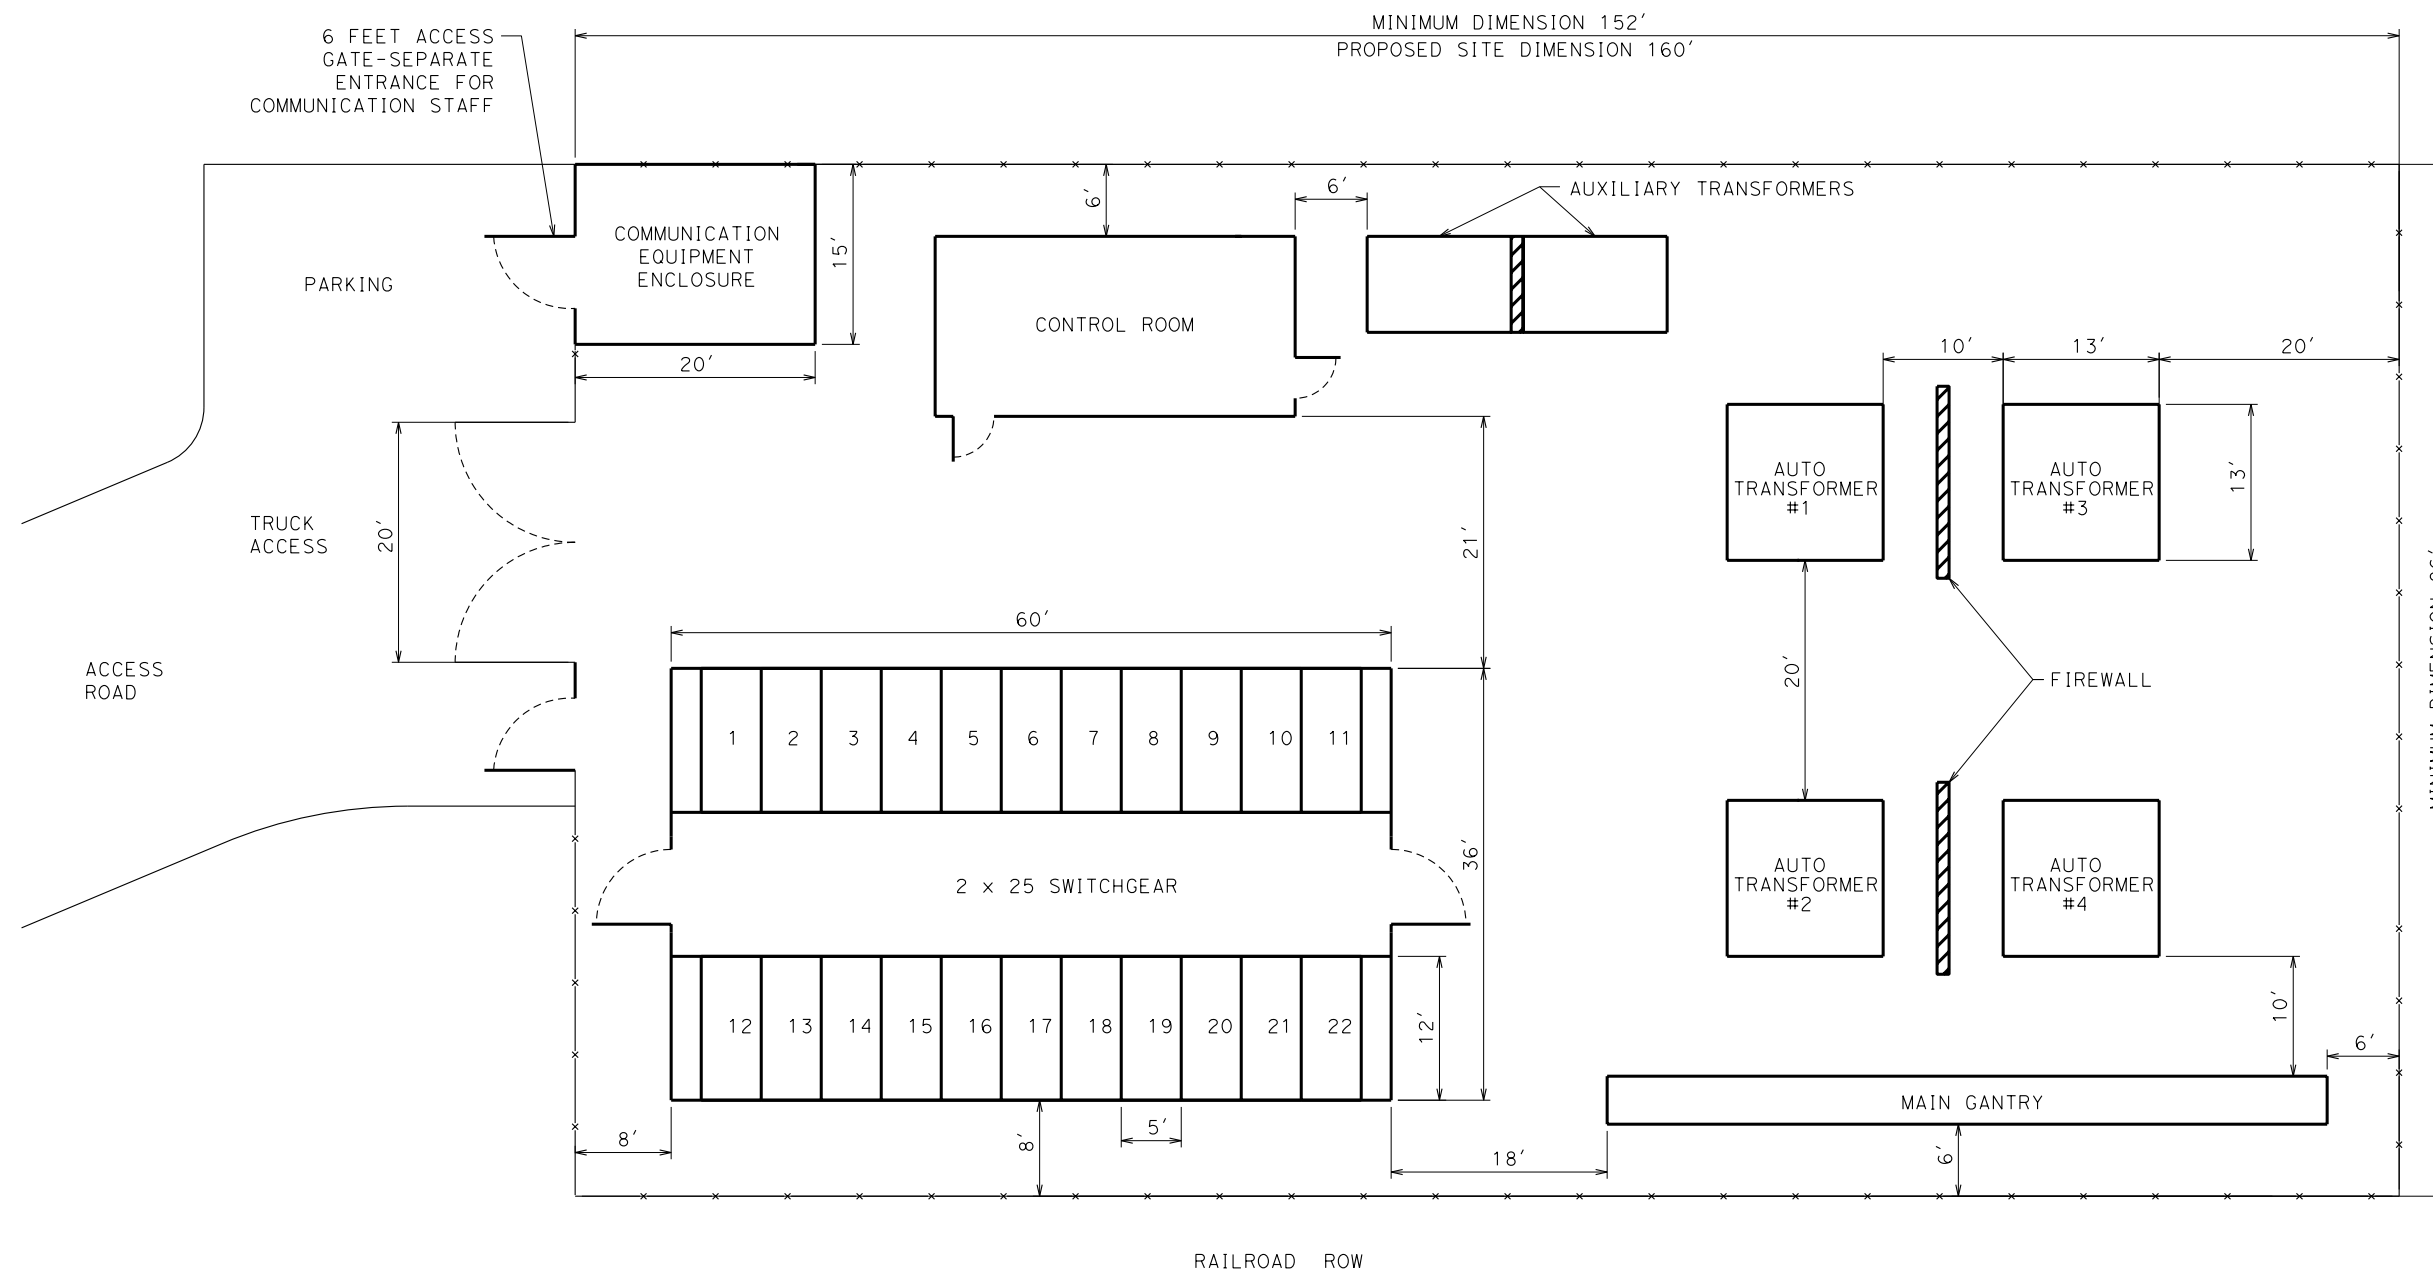 MINIMUM DIMENSION 152'
PROPOSED SITE DIMENSION 160'
6 FEET ACCESS
GATE-SEPARATE
ENTRANCE FOR
COMMUNICATION STAFF
6'
6'
AUXILIARY TRANSFORMERS
COMMUNICATION
EQUIPMENT
ENCLOSURE
15'
PARKING
CONTROL ROOM
20'
10'
13'
20'
AUTO
TRANSFORMER
#1
AUTO
TRANSFORMER
#3
13'
TRUCK
ACCESS
20'
21'
60'
20'
FIREWALL
ACCESS
ROAD
1 2 3 4 5 6 7 8 9 10 11
36'
2 x 25 SWITCHGEAR
AUTO
TRANSFORMER
#2
AUTO
TRANSFORMER
#4
12 13 14 15 16 17 18 19 20 21 22
12'
10'
6'
MAIN GANTRY
8'
8'
5'
18'
6'
RAILROAD ROW